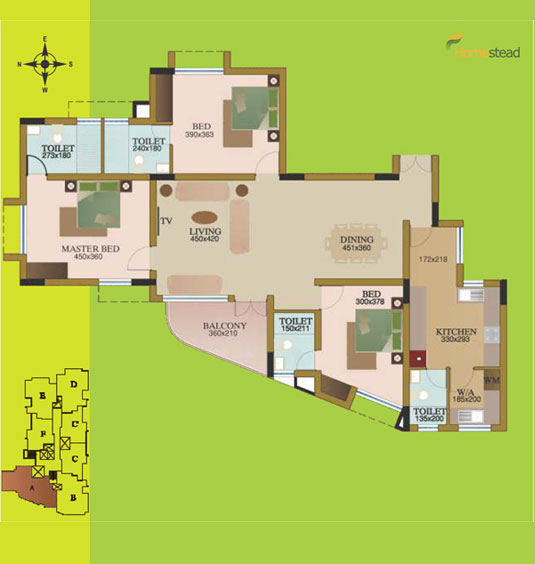 E
N
S
W
Homestead
BED
390x363
TOILET
273x180
TOILET
240x180
MASTER BED
450x360
TV
LIVING
450x420
DINING
451x360
172x218
BED
300x378
BALCONY
360x210
TOILET
150x211
KITCHEN
330x293
W/A
185x200
WM
TOILET
135x200
E
D
F
C
C
A
B